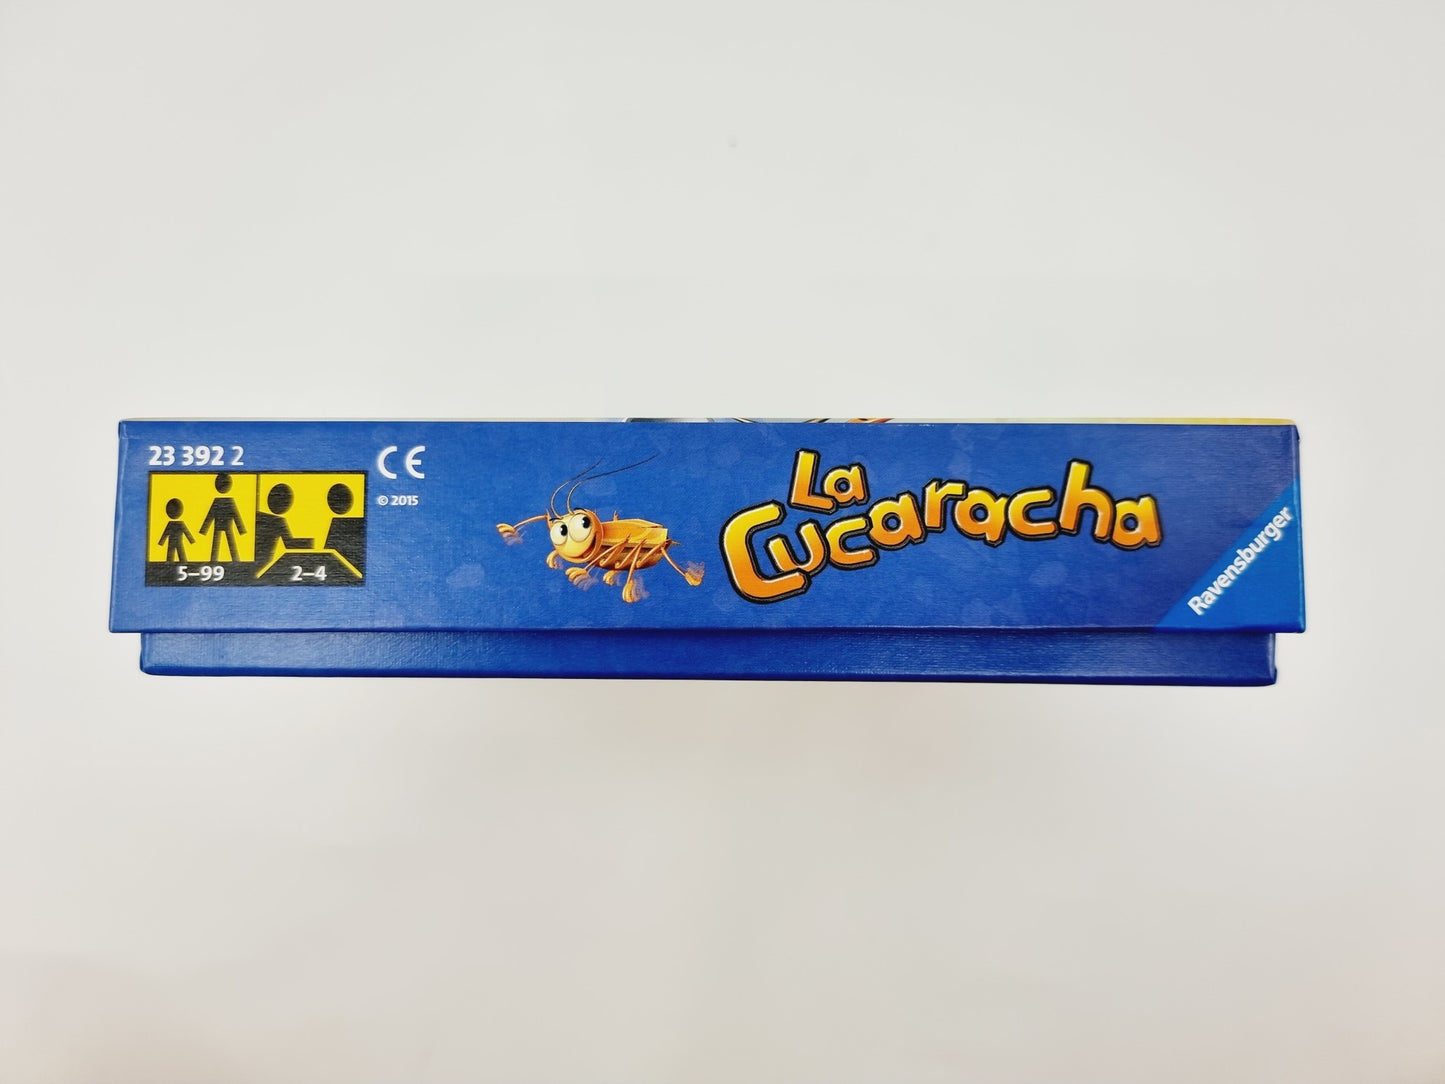 23 392 2
CE
© 2015
5–99
2–4
La
Cucaracha
Ravensburger